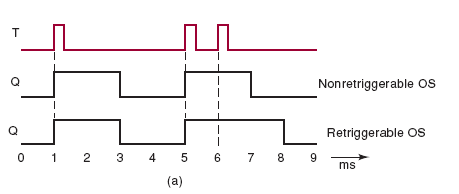 T
Q Nonretriggerable OS
Q Retriggerable OS
0 1 2 3 4 5 6 7 8 9 ms
(a)